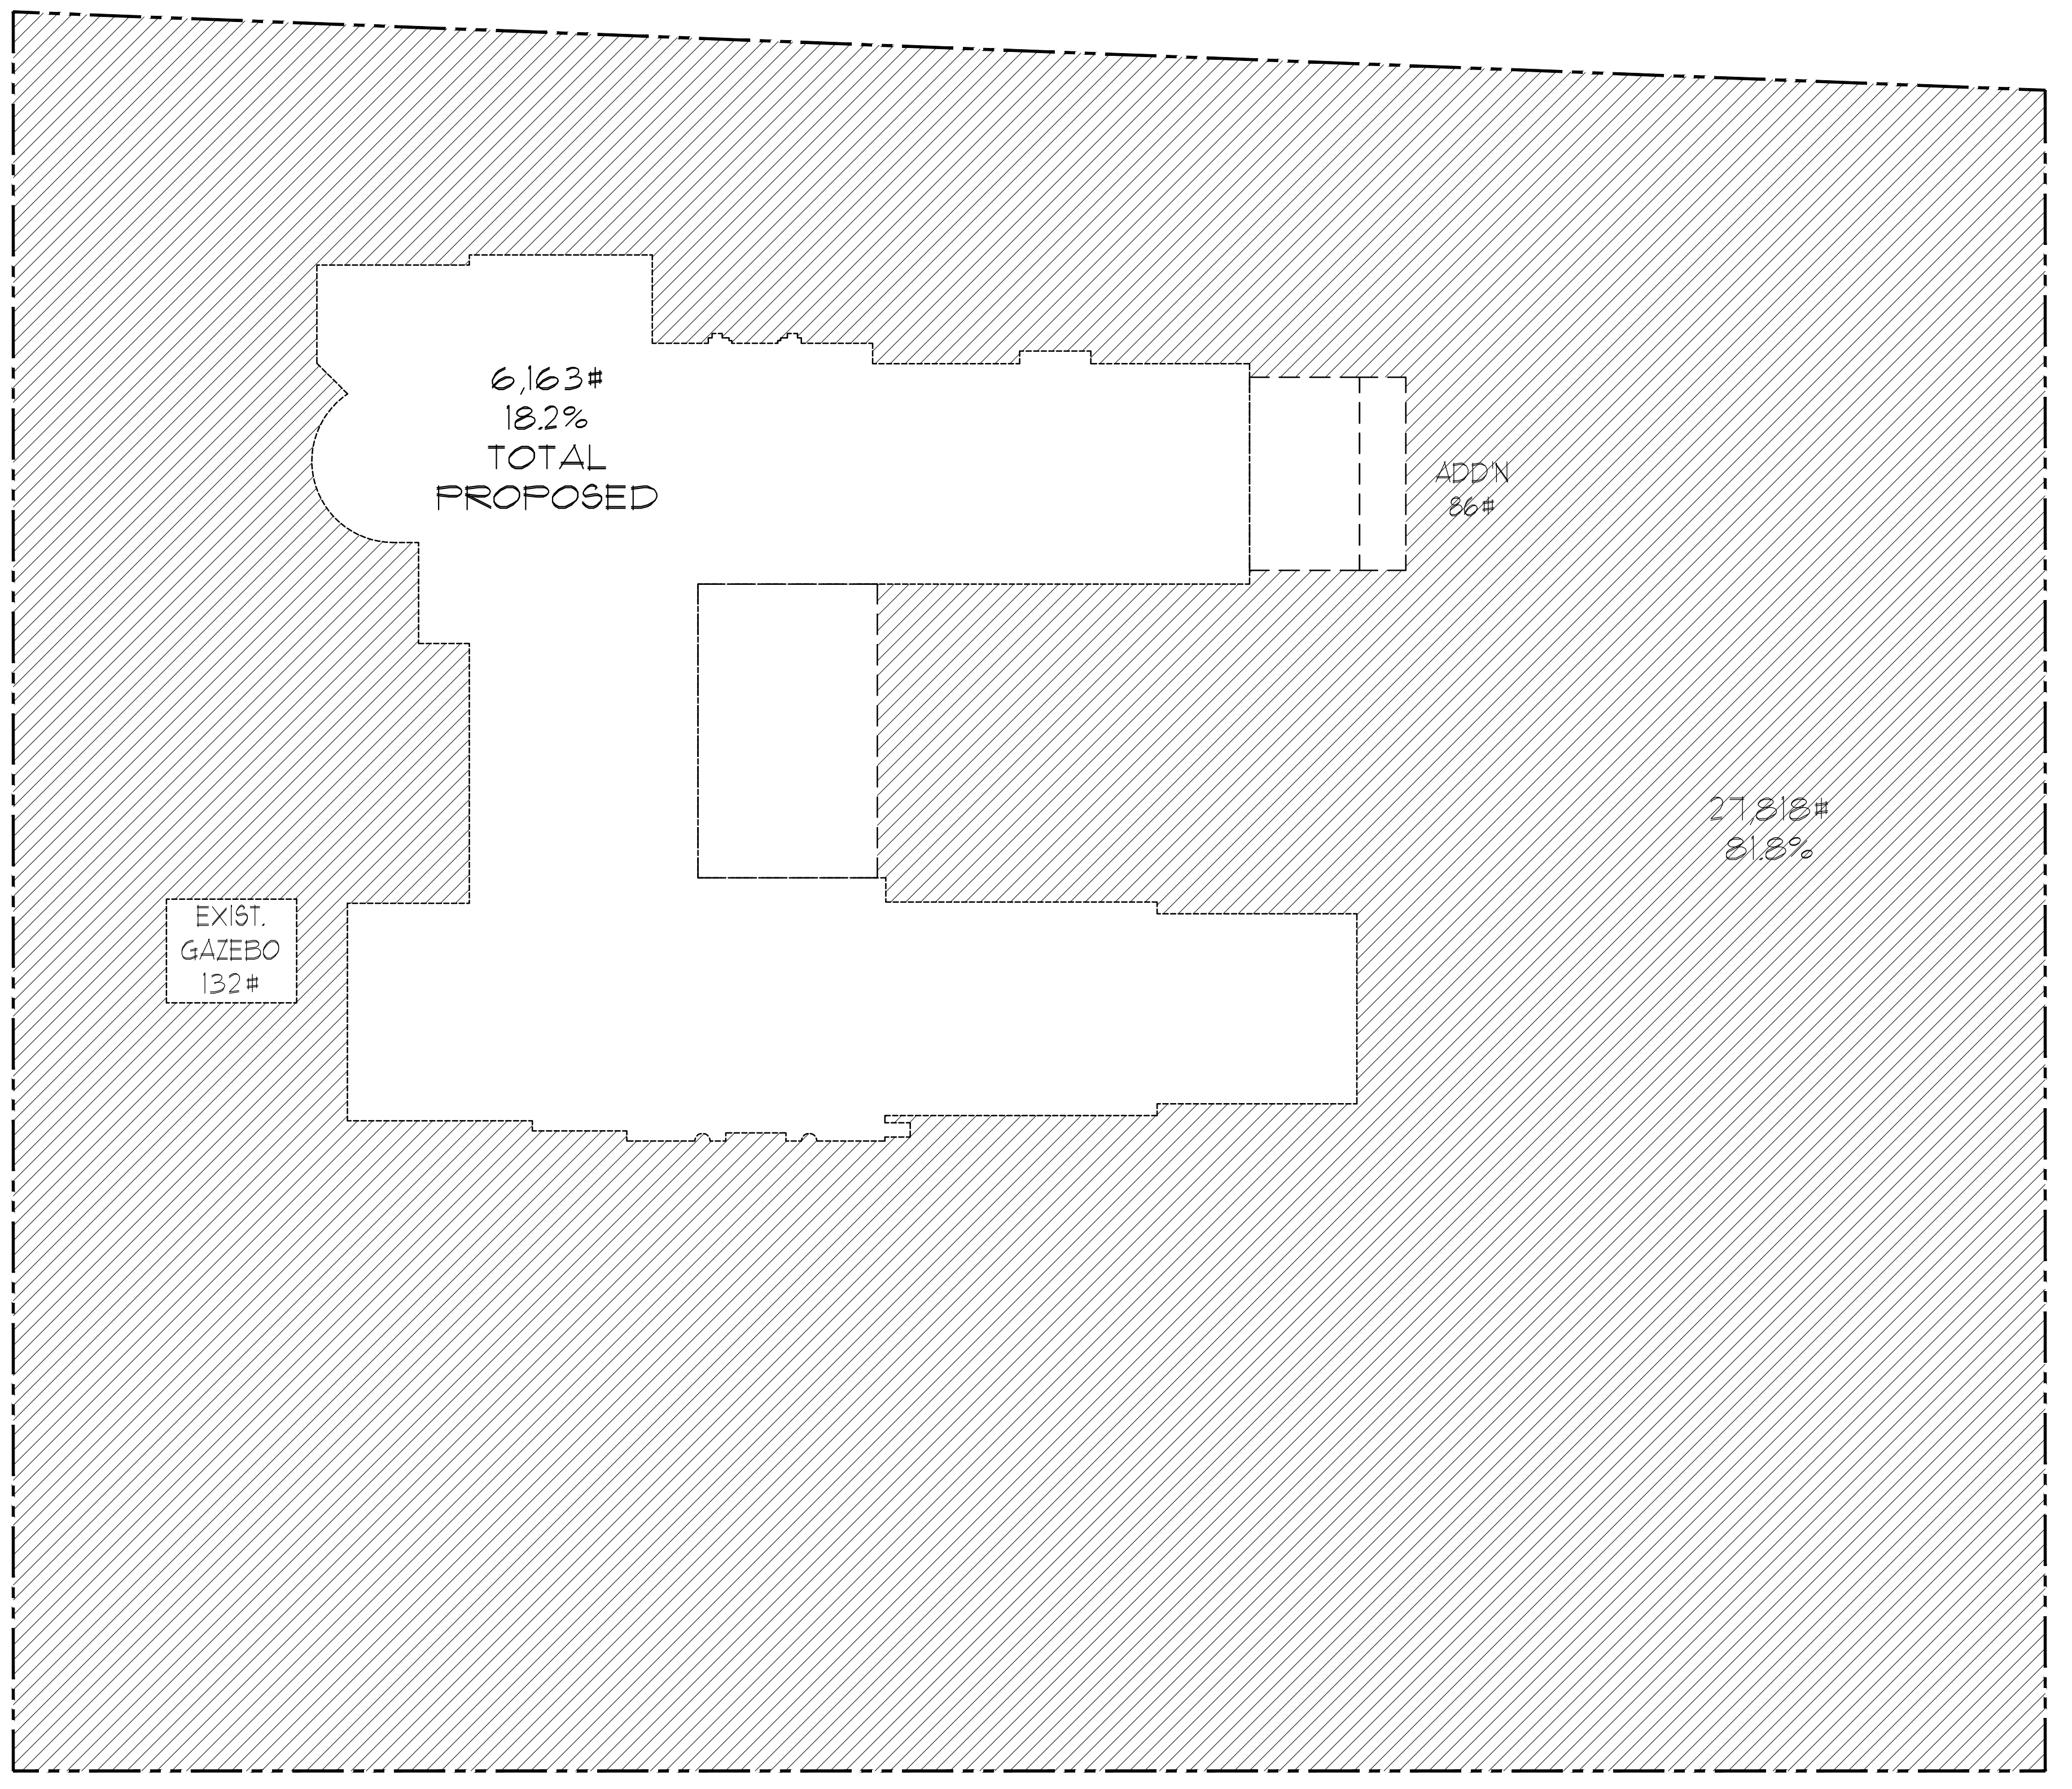 6,163#
18.2%
TOTAL
PROPOSED
ADD'N
86#
27,818#
81.8%
EXIST.
GAZEBO
132#